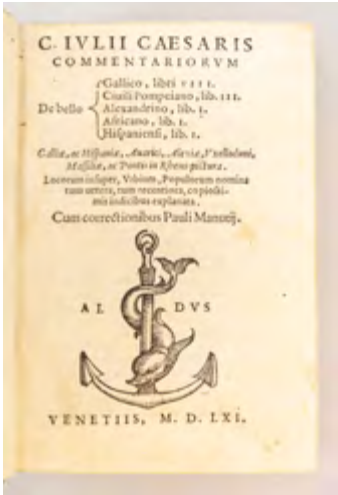 C. IVLII CAESARIS
COMMENTARIORVM
Gallico, libri VIII.
Ciuili Pompeiano, lib. III.
De bello Alexandrino, lib. I.
Africano, lib. I.
Hispaniensi, lib. I.
Galliæ, ac Hispaniæ, Auarici, Alexiæ, Vxelloduni,
Massiliæ, ac Pontis in Rheno pictura.
Locorum insuper, Vrbium, Populorum nomina
tum uetera, tum recentiora, copiosis-
simis indicibus explanata.
Cum correctionibus Pauli Manutij.
AL DVS
VENETIIS, M. D. LXI.